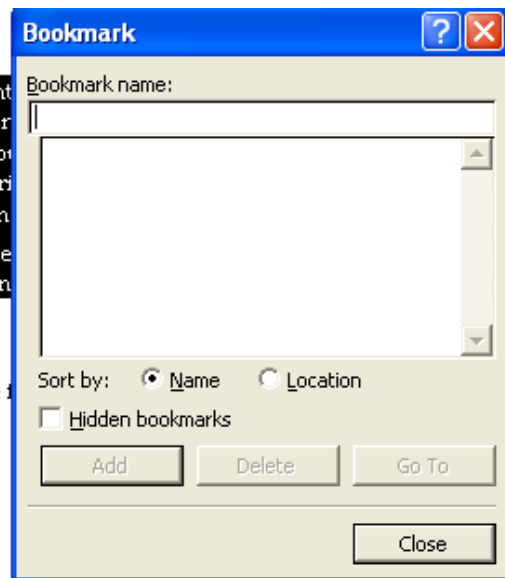 Bookmark
Bookmark name:
Sort by: Name Location
Hidden bookmarks
Add Delete Go To
Close